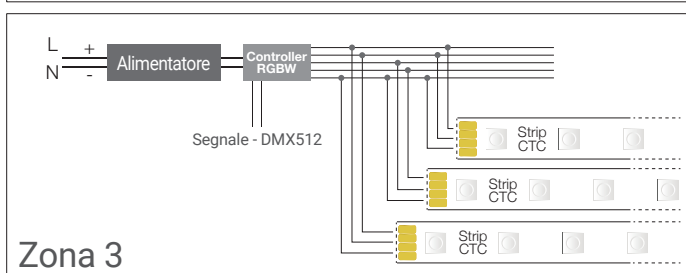 L +
N -
Alimentatore
Controller
RGBW
Segnale - DMX512
Strip
CTC
Strip
CTC
Strip
CTC
Zona 3